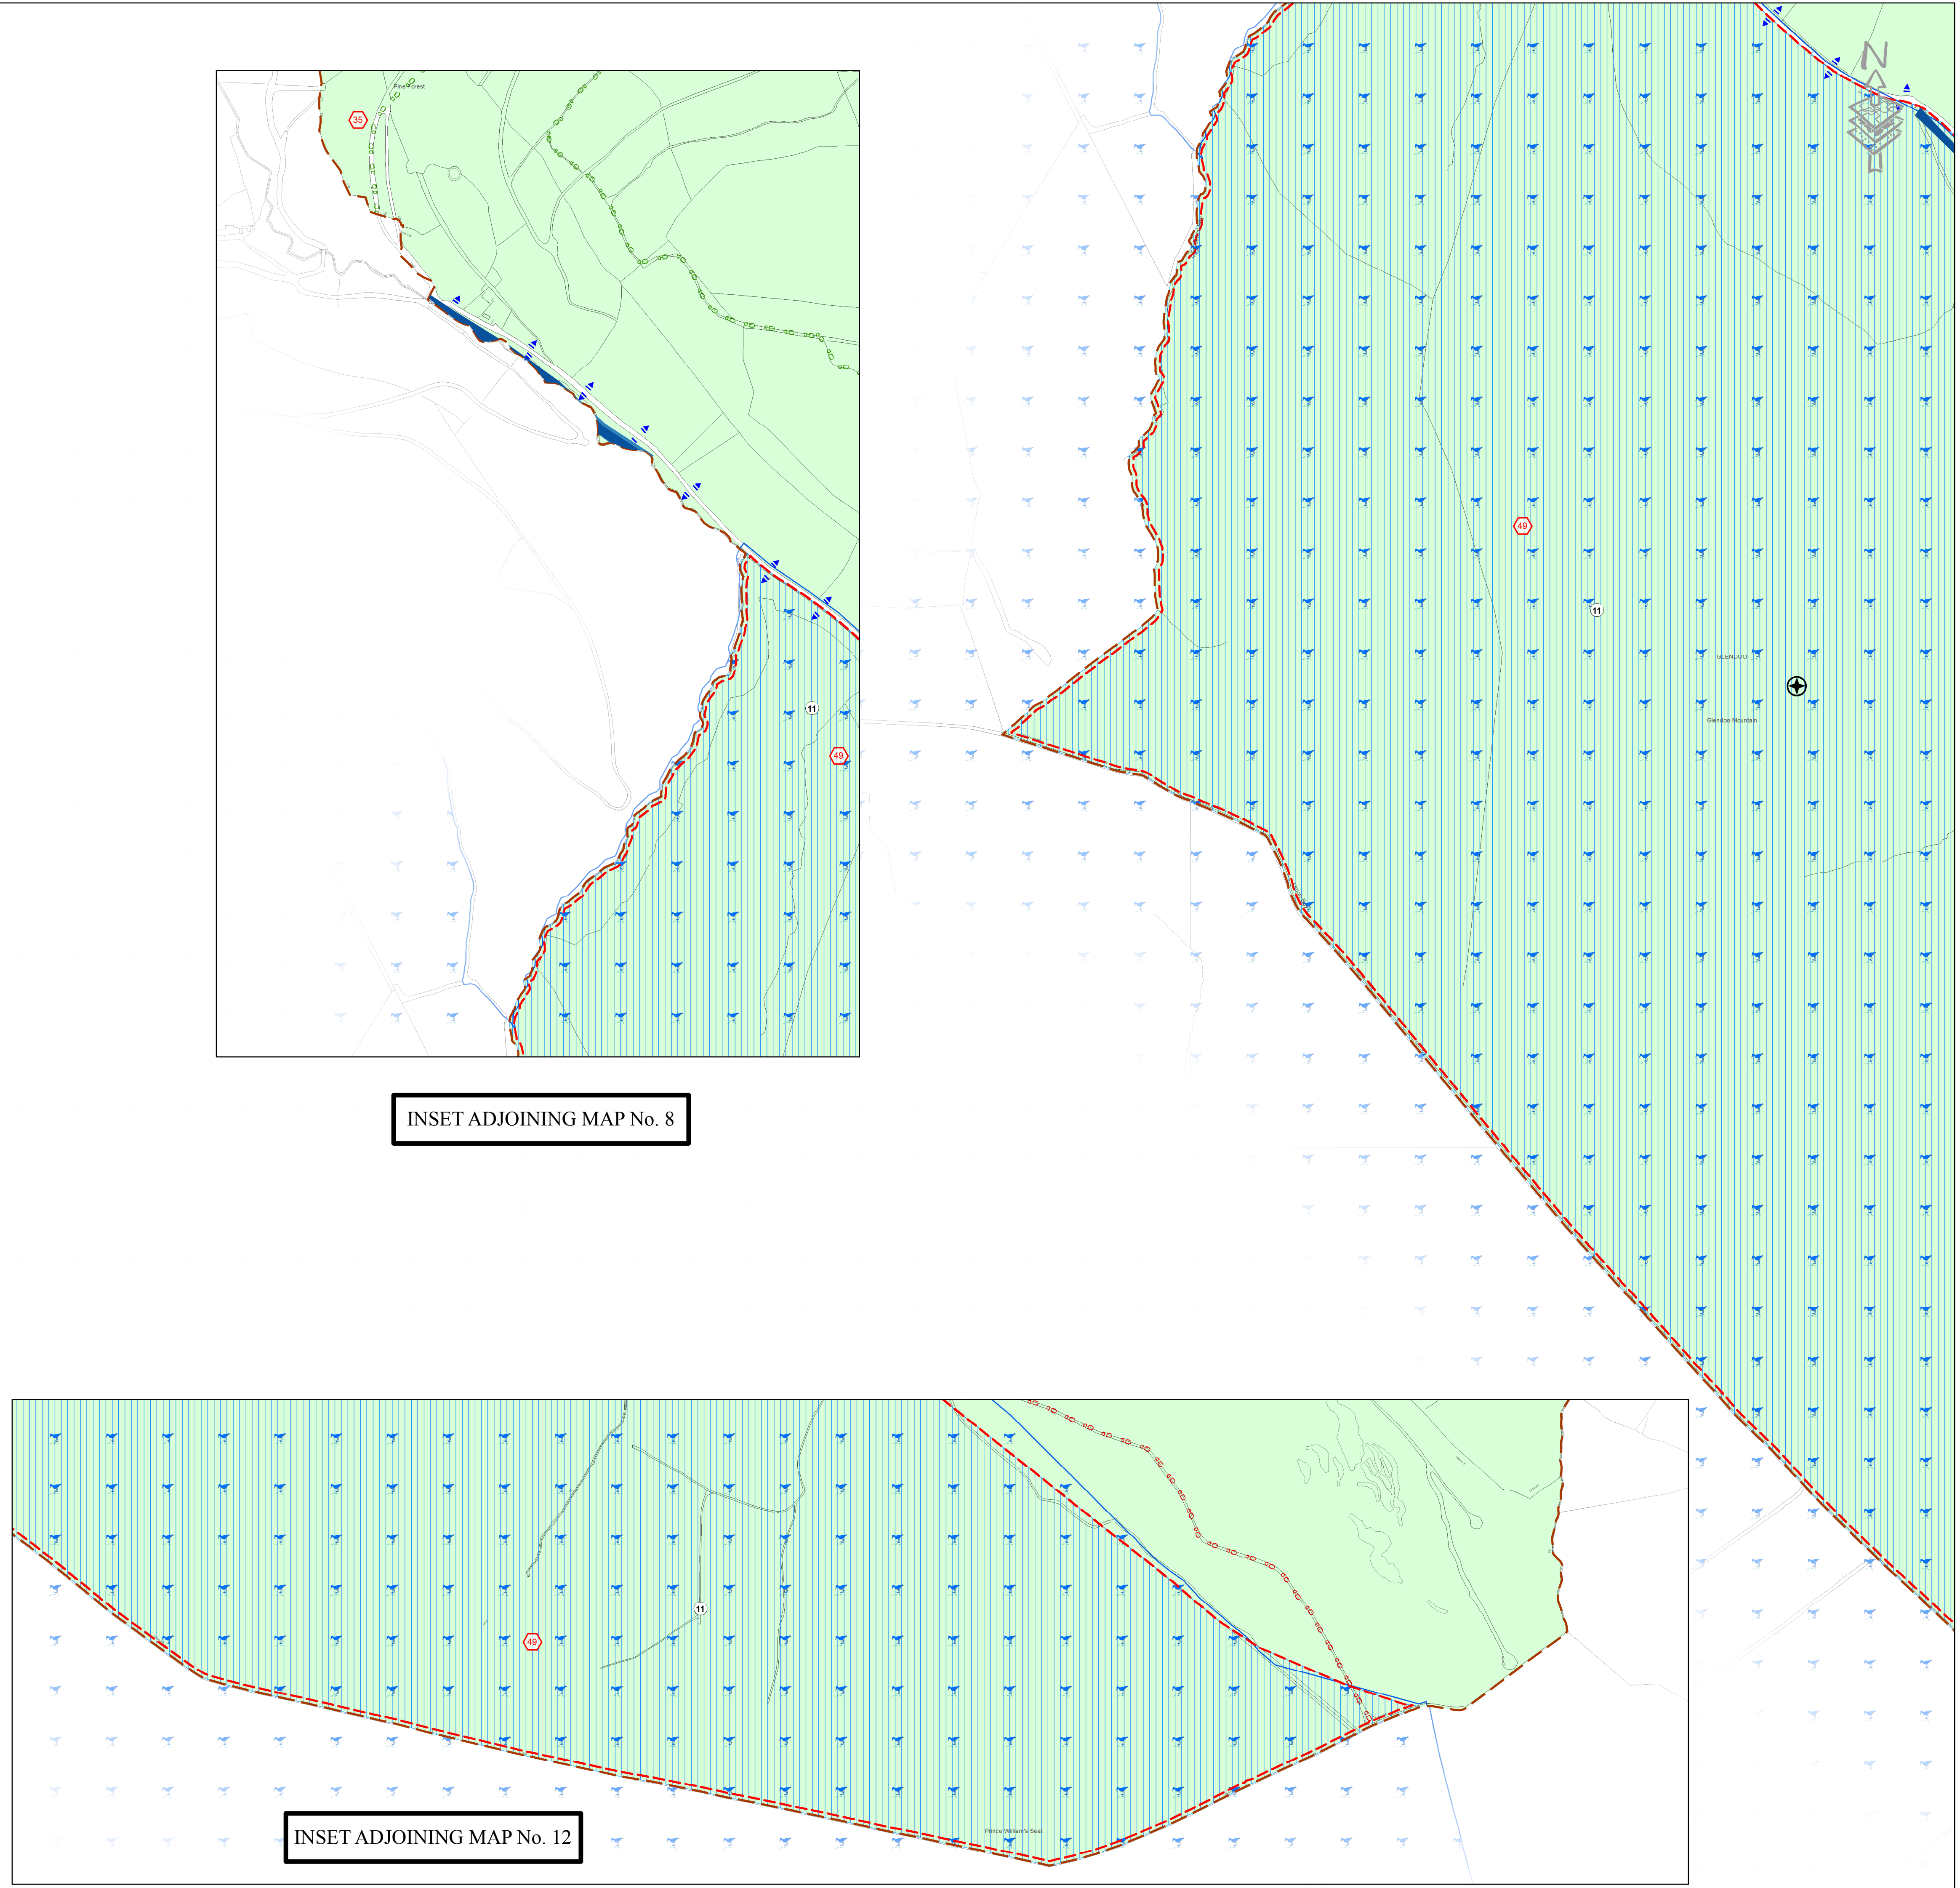 N
Pine Forest
35
49
11
GLENDOO
Glendoo Mountain
11
49
INSET ADJOINING MAP No. 8
11
49
Prince William's Seat
INSET ADJOINING MAP No. 12